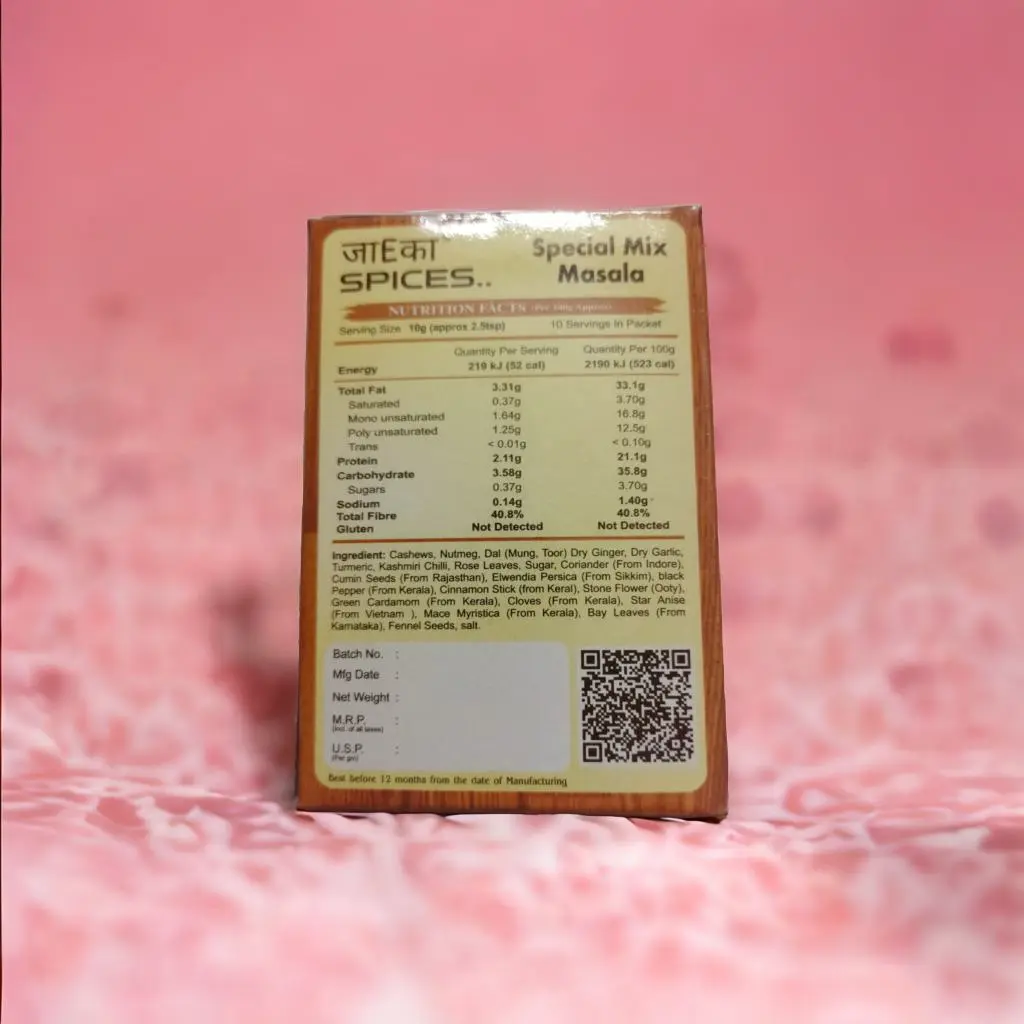 जाEका
SPICES..
Special Mix
Masala
NUTRITION FACTS (Per 100g Approx)
Serving Size 10g (approx 2.5tsp) 10 Servings In Packet
Quantity Per Serving Quantity Per 100g
Energy 219 kJ (52 cal) 2190 kJ (523 cal)
Total Fat 3.31g 33.1g
Saturated 0.37g 3.70g
Mono unsaturated 1.64g 16.8g
Poly unsaturated 1.25g 12.5g
Trans < 0.01g < 0.10g
Protein 2.11g 21.1g
Carbohydrate 3.58g 35.8g
Sugars 0.37g 3.70g
Sodium 0.14g 1.40g
Total Fibre 40.8% 40.8%
Gluten Not Detected Not Detected
Ingredient: Cashews, Nutmeg, Dal (Mung, Toor) Dry Ginger, Dry Garlic,
Turmeric, Kashmiri Chilli, Rose Leaves, Sugar, Coriander (From Indore),
Cumin Seeds (From Rajasthan), Elwendia Persica (From Sikkim), black
Pepper (From Kerala), Cinnamon Stick (from Keral), Stone Flower (Ooty),
Green Cardamom (From Kerala), Cloves (From Kerala), Star Anise
(From Vietnam ), Mace Myristica (From Kerala), Bay Leaves (From
Karnataka), Fennel Seeds, salt.
Batch No. :
Mfg Date :
Net Weight :
M.R.P. :
(Incl. of all taxes)
U.S.P. :
(Per gm)
Best before 12 months from the date of Manufacturing